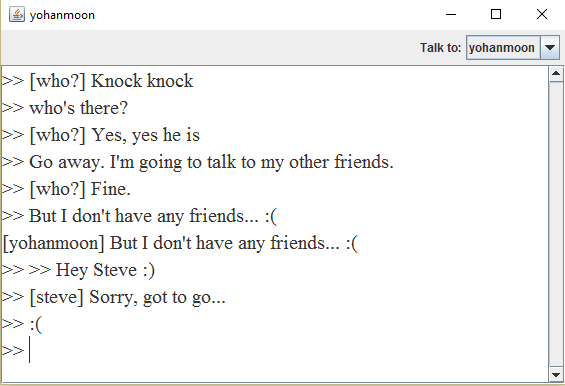 yohanmoon
Talk to: yohanmoon
>> [who?] Knock knock
>> who's there?
>> [who?] Yes, yes he is
>> Go away. I'm going to talk to my other friends.
>> [who?] Fine.
>> But I don't have any friends... :(
[yohanmoon] But I don't have any friends... :(
>> >> Hey Steve :)
>> [steve] Sorry, got to go...
>> :(
>>